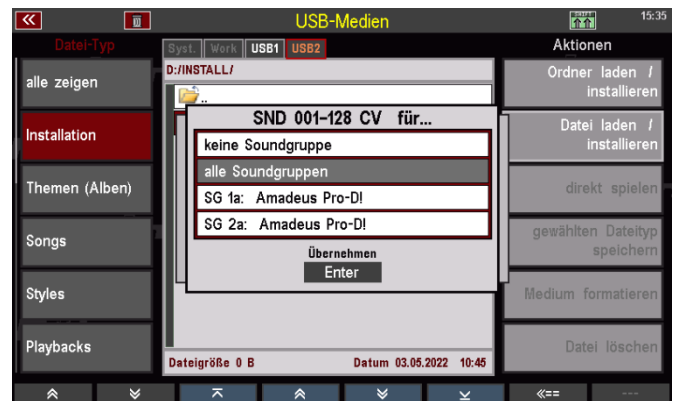 USB-Medien
15:35
Datei-Typ
Syst. Work USB1 USB2
Aktionen
alle zeigen
D:/INSTALL/
..
Ordner laden /
installieren
SND 001-128 CV für...
Installation
keine Soundgruppe
Datei laden /
installieren
alle Soundgruppen
Themen (Alben)
SG 1a: Amadeus Pro-D!
direkt spielen
SG 2a: Amadeus Pro-D!
Songs
gewählten Dateityp
speichern
Übernehmen
Enter
Styles
Medium formatieren
Playbacks
Dateigröße 0 B Datum 03.05.2022 10:45
Datei löschen
«==
---